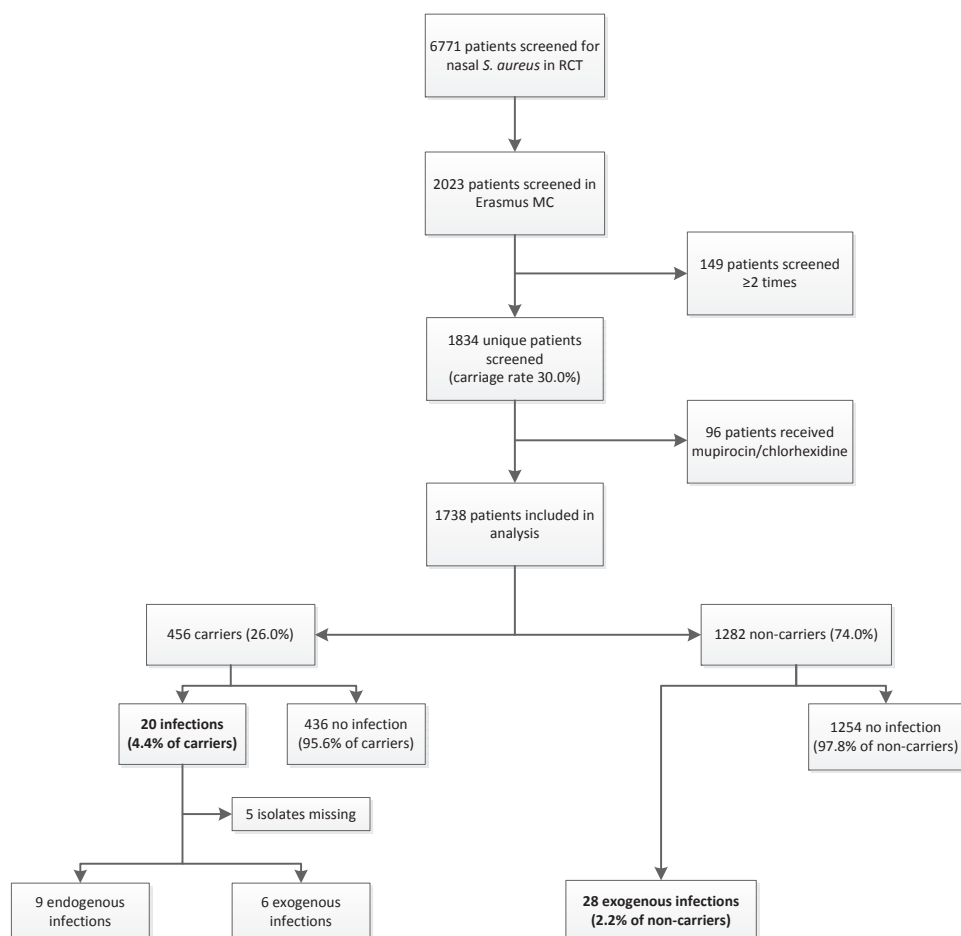 6771 patients screened for
nasal S. aureus in RCT
2023 patients screened in
Erasmus MC
149 patients screened
≥2 times
1834 unique patients
screened
(carriage rate 30.0%)
96 patients received
mupirocin/chlorhexidine
1738 patients included in
analysis
456 carriers (26.0%)
1282 non-carriers (74.0%)
20 infections
(4.4% of carriers)
436 no infection
(95.6% of carriers)
1254 no infection
(97.8% of non-carriers)
5 isolates missing
9 endogenous
infections
6 exogenous
infections
28 exogenous infections
(2.2% of non-carriers)